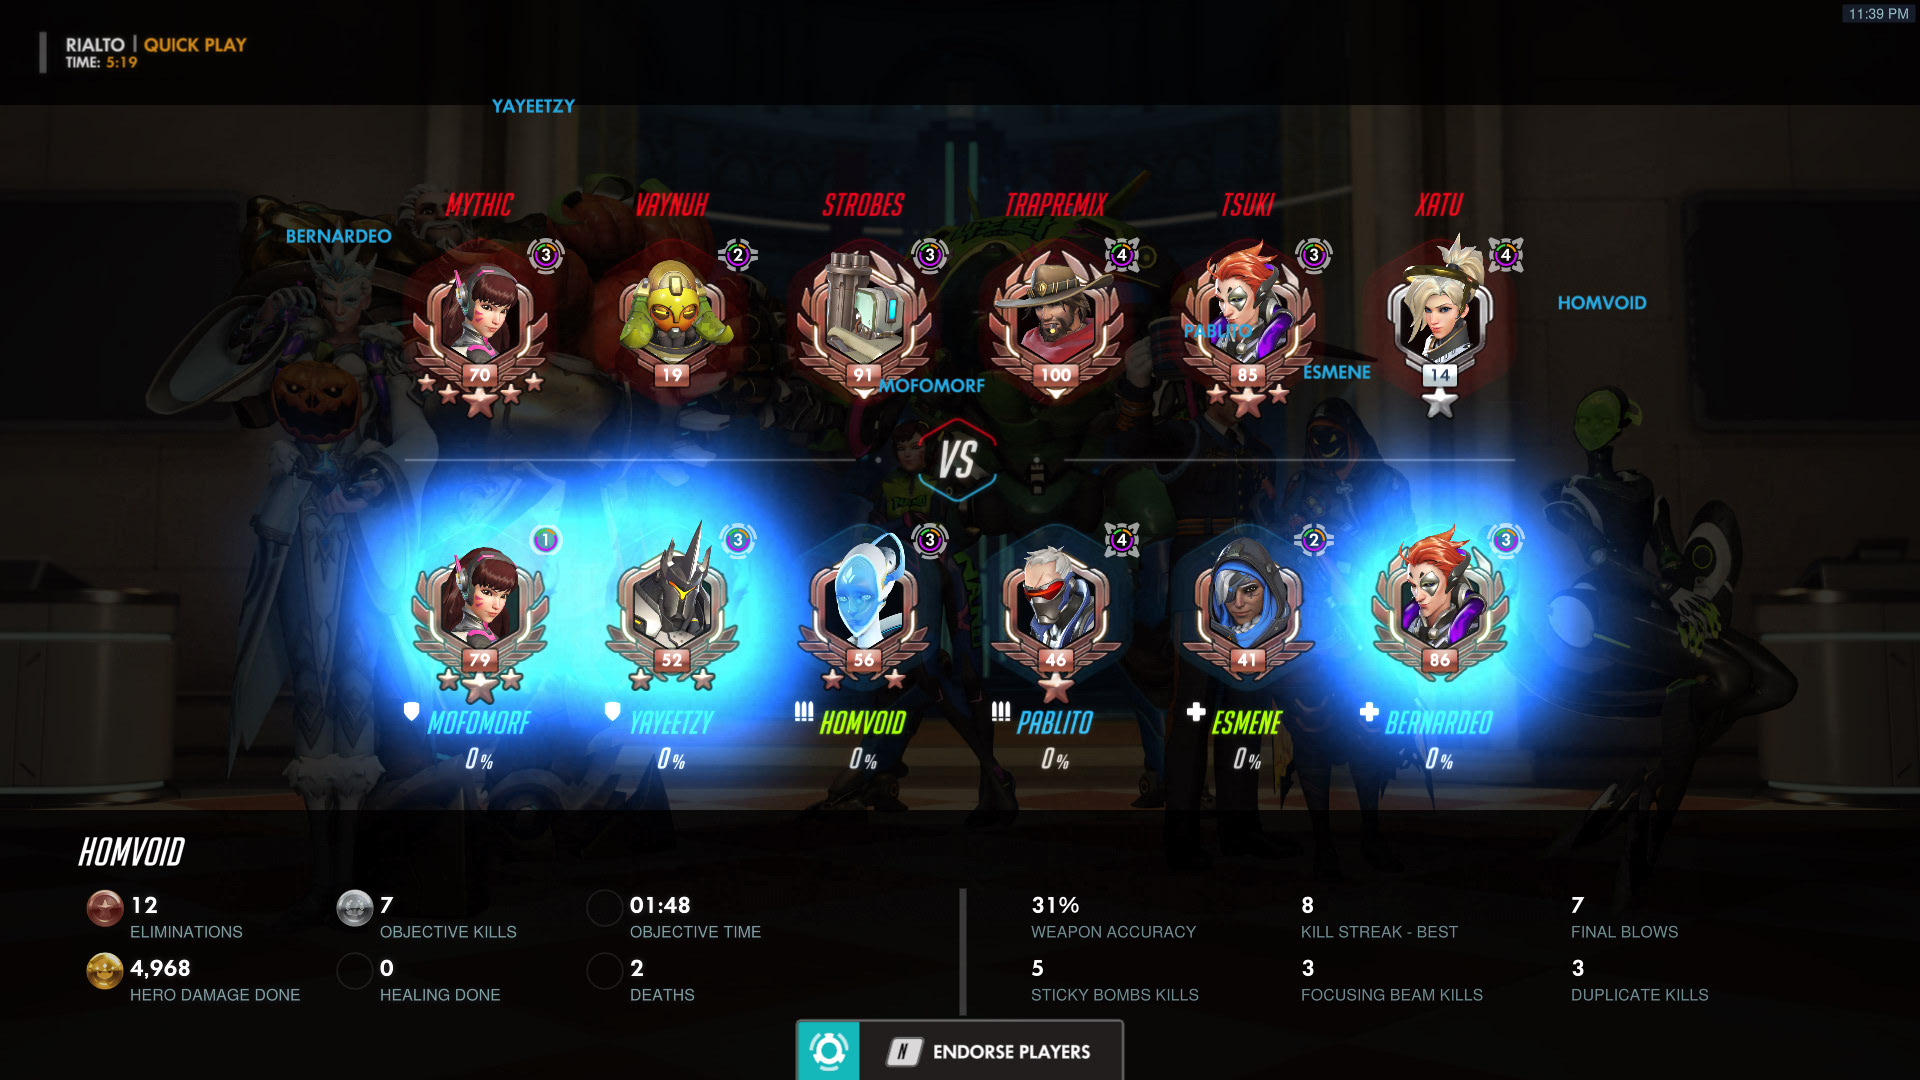 11:39 PM
RIALTO | QUICK PLAY
TIME: 5:19
YAYEETZY
MYTHIC VAYNUH STROBES TRAPREMIX TSUKI XATU
BERNARDEO
3 2 3 4 3 4
HOMVOID
PABLITO
ESMENE
70 19 91 100 85 14
MOFOMORF
VS
1 3 3 4 2 3
79 52 56 46 41 86
MOFOMORF YAYEETZY HOMVOID PABLITO ESMENE BERNARDEO
0% 0% 0% 0% 0% 0%
HOMVOID
12 7 01:48 31% 8 7
ELIMINATIONS OBJECTIVE KILLS OBJECTIVE TIME WEAPON ACCURACY KILL STREAK - BEST FINAL BLOWS
4,968 0 2 5 3 3
HERO DAMAGE DONE HEALING DONE DEATHS STICKY BOMBS KILLS FOCUSING BEAM KILLS DUPLICATE KILLS
N ENDORSE PLAYERS